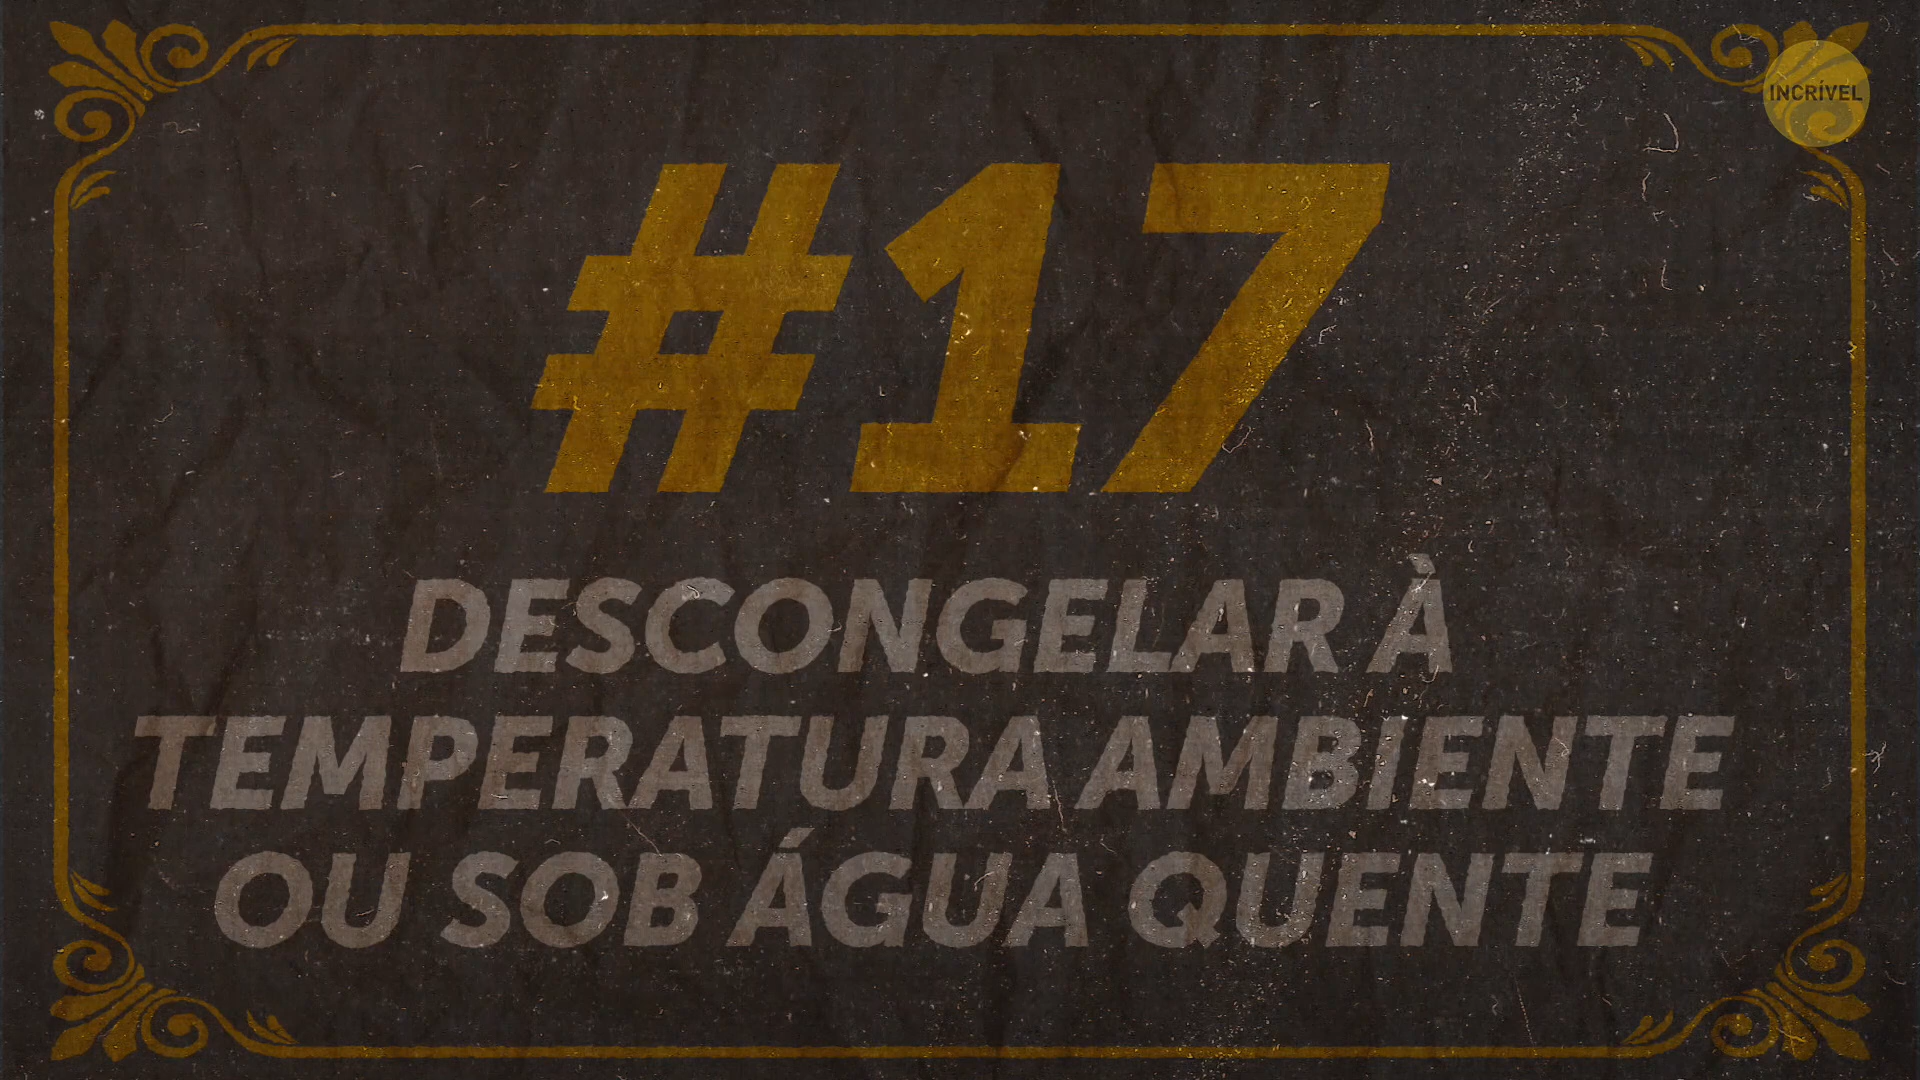 INCRÍVEL
#17
DESCONGELAR À
TEMPERATURA AMBIENTE
OU SOB ÁGUA QUENTE